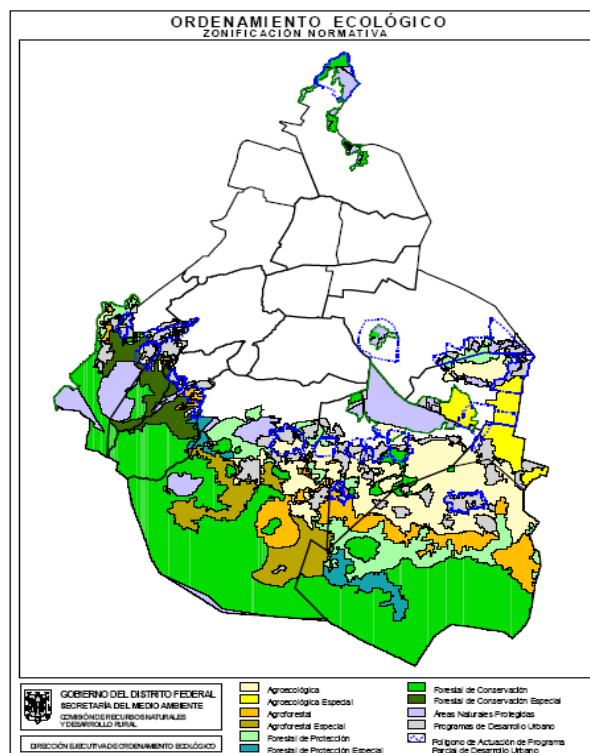 ORDENAMIENTO ECOLÓGICO
ZONIFICACIÓN NORMATIVA
GOBIERNO DEL DISTRITO FEDERAL
SECRETARÍA DEL MEDIO AMBIENTE
COMISIÓN DE RECURSOS NATURALES
Y DESARROLLO RURAL
DIRECCIÓN EJECUTIVA DE ORDENAMIENTO ECOLÓGICO
Agroecológica
Agroecológica Especial
Agroforestal
Agroforestal Especial
Forestal de Protección
Forestal de Protección Especial
Forestal de Conservación
Forestal de Conservación Especial
Áreas Naturales Protegidas
Programas de Desarrollo Urbano
Polígono de Actuación de Programa
Parcial de Desarrollo Urbano